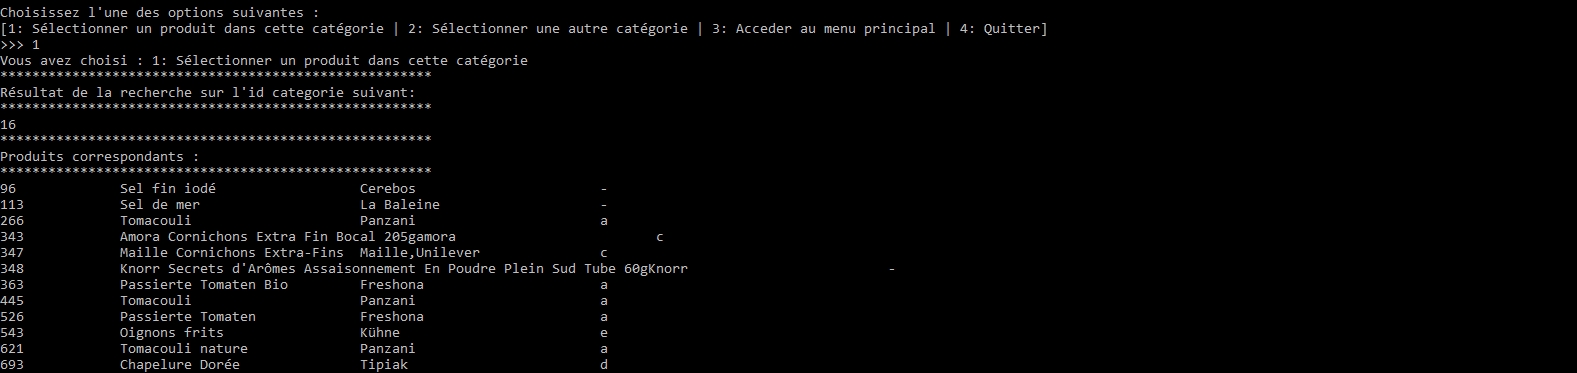 Choisissez l'une des options suivantes :
[1: Sélectionner un produit dans cette catégorie | 2: Sélectionner une autre catégorie | 3: Acceder au menu principal | 4: Quitter]
>>> 1
Vous avez choisi : 1: Sélectionner un produit dans cette catégorie
******************************************************
Résultat de la recherche sur l'id categorie suivant:
******************************************************
16
******************************************************
Produits correspondants :
******************************************************
96 Sel fin iodé Cerebos -
113 Sel de mer La Baleine -
266 Tomacouli Panzani a
343 Amora Cornichons Extra Fin Bocal 205gamora c
347 Maille Cornichons Extra-Fins Maille,Unilever c
348 Knorr Secrets d'Arômes Assaisonnement En Poudre Plein Sud Tube 60gKnorr -
363 Passierte Tomaten Bio Freshona a
445 Tomacouli Panzani a
526 Passierte Tomaten Freshona a
543 Oignons frits Kühne e
621 Tomacouli nature Panzani a
693 Chapelure Dorée Tipiak d